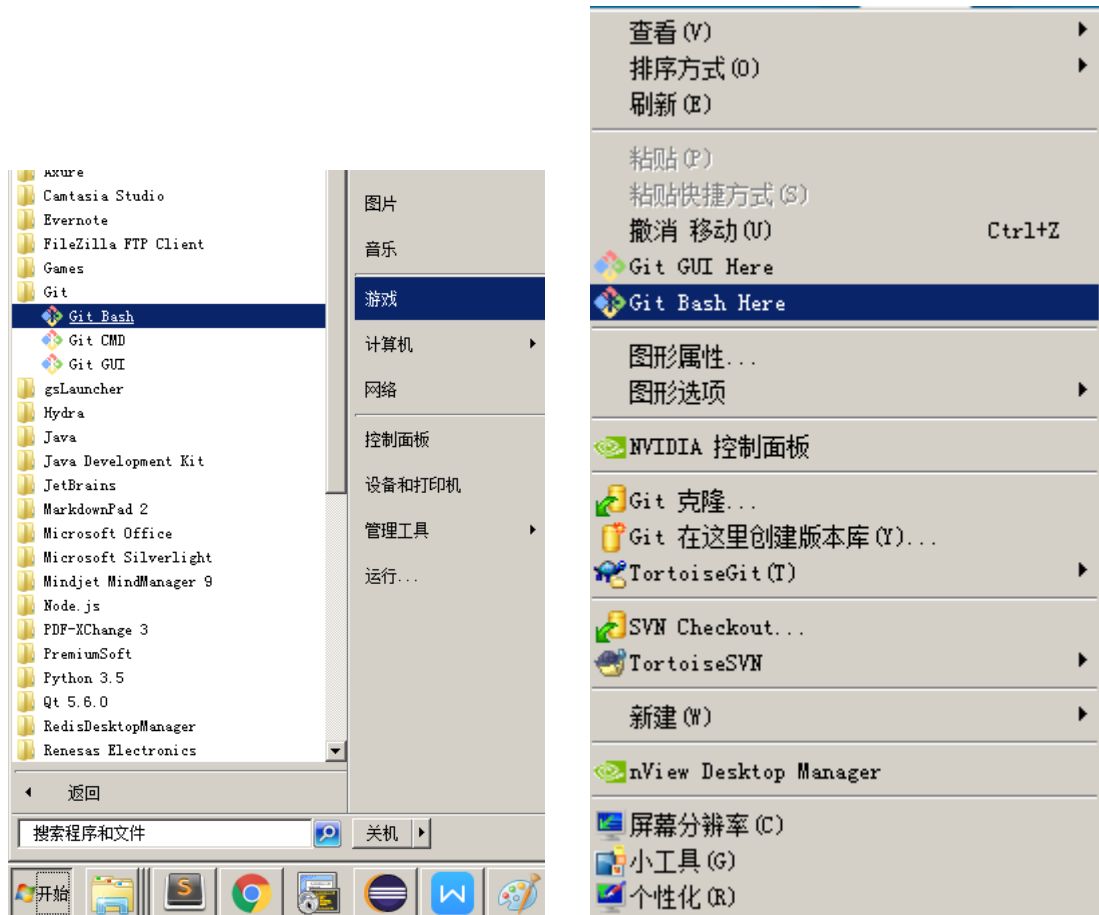 Axure
Camtasia Studio
Evernote
FileZilla FTP Client
Games
Git
Git Bash
Git CMD
Git GUI
gsLauncher
Hydra
Java
Java Development Kit
JetBrains
MarkdownPad 2
Microsoft Office
Microsoft Silverlight
Mindjet MindManager 9
Node.js
PDF-XChange 3
PremiumSoft
Python 3.5
Qt 5.6.0
RedisDesktopManager
Renesas Electronics
返回
搜索程序和文件
图片
音乐
游戏
计算机
网络
控制面板
设备和打印机
管理工具
运行...
关机
开始
S
查看(V)
排序方式(O)
刷新(E)
粘贴(P)
粘贴快捷方式(S)
撤消 移动(U) Ctrl+Z
Git GUI Here
Git Bash Here
图形属性...
图形选项
NVIDIA 控制面板
Git 克隆...
Git 在这里创建版本库(Y)...
TortoiseGit(T)
SVN Checkout...
TortoiseSVN
新建(W)
nView Desktop Manager
屏幕分辨率(C)
小工具(G)
个性化(R)